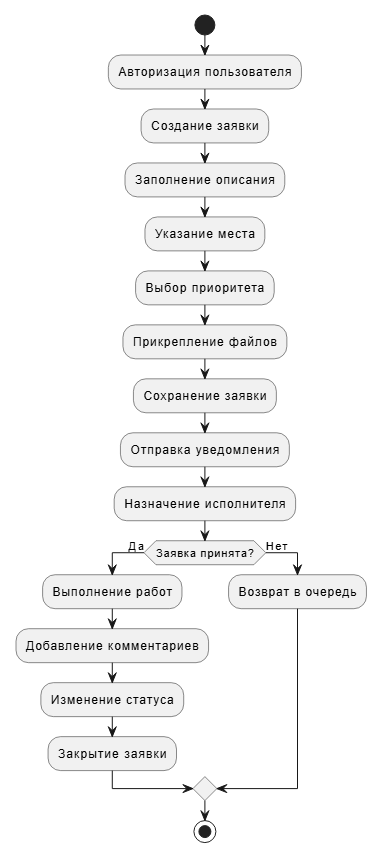 Авторизация пользователя
Создание заявки
Заполнение описания
Указание места
Выбор приоритета
Прикрепление файлов
Сохранение заявки
Отправка уведомления
Назначение исполнителя
Да
Заявка принята?
Нет
Выполнение работ
Возврат в очередь
Добавление комментариев
Изменение статуса
Закрытие заявки